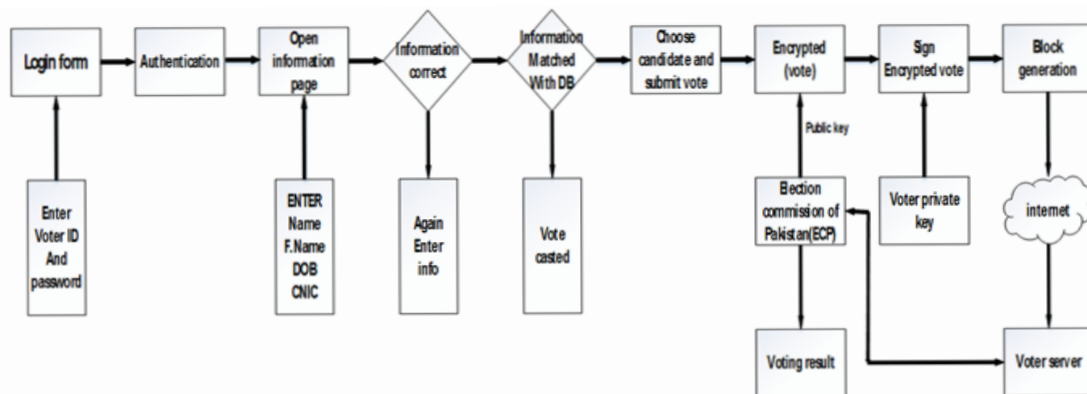 Login form
Authentication
Open
information
page
Information
correct
Information
Matched
With DB
Choose
candidate and
submit vote
Encrypted
(vote)
Sign
Encrypted vote
Block
generation
Public key
Enter
Voter ID
And
password
ENTER
Name
F.Name
DOB
CNIC
Again
Enter
info
Vote
casted
Election
commission of
Pakistan(ECP)
Voter private
key
internet
Voting result
Voter server